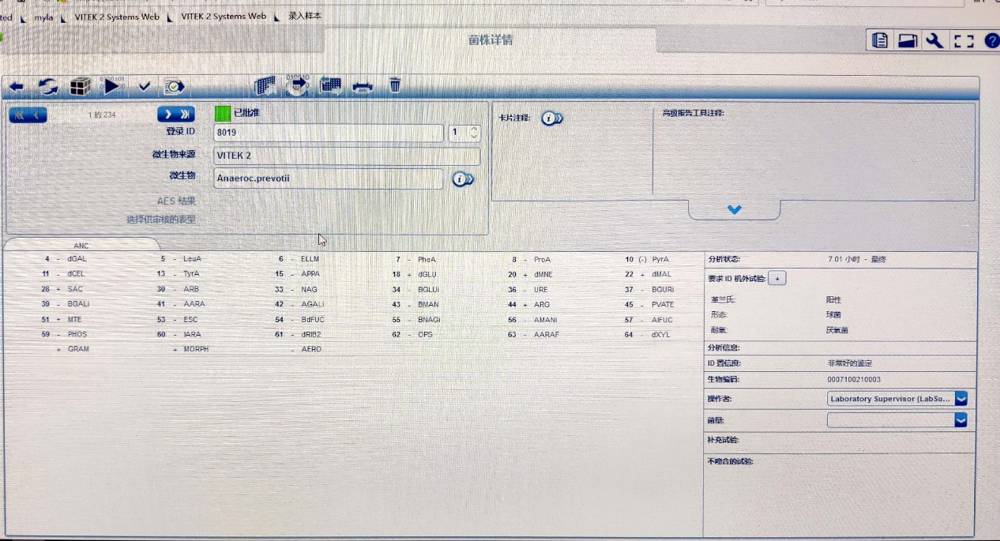 ted myla VITEK 2 Systems Web VITEK 2 Systems Web 录入样本
菌株详情
1 的 234
已批准
登录 ID 8019 1
微生物来源 VITEK 2
微生物 Anaeroc.prevotii
AES 结果
选择供审核的表型
卡片注释:
高级报告工具注释:
ANC
4 - dGAL 5 - LeuA 6 - ELLM 7 - PheA 8 - ProA 10 (-) PyrA
11 - dCEL 13 - TyrA 15 - APPA 18 + dGLU 20 + dMNE 22 + dMAL
28 + SAC 30 - ARB 33 - NAG 34 - BGLUi 36 - URE 37 - BGURi
39 - BGALi 41 - AARA 42 - AGALi 43 - BMAN 44 + ARG 45 - PVATE
51 + MTE 53 - ESC 54 - BdFUC 55 - BNAGi 56 - AMANi 57 - AIFUC
59 - PHOS 60 - IARA 61 - dRIB2 62 - OPS 63 - AARAF 64 - dXYL
+ GRAM + MORPH - AERO
分析状态: 7.01 小时 - 最终
要求 ID 机外试验: +
革兰氏: 阳性
形态: 球菌
耐氧: 厌氧菌
分析信息:
ID 置信度: 非常好的鉴定
生物编码: 0007100210003
操作者: Laboratory Supervisor (LabSu...
菌量:
补充试验:
不吻合的试验: